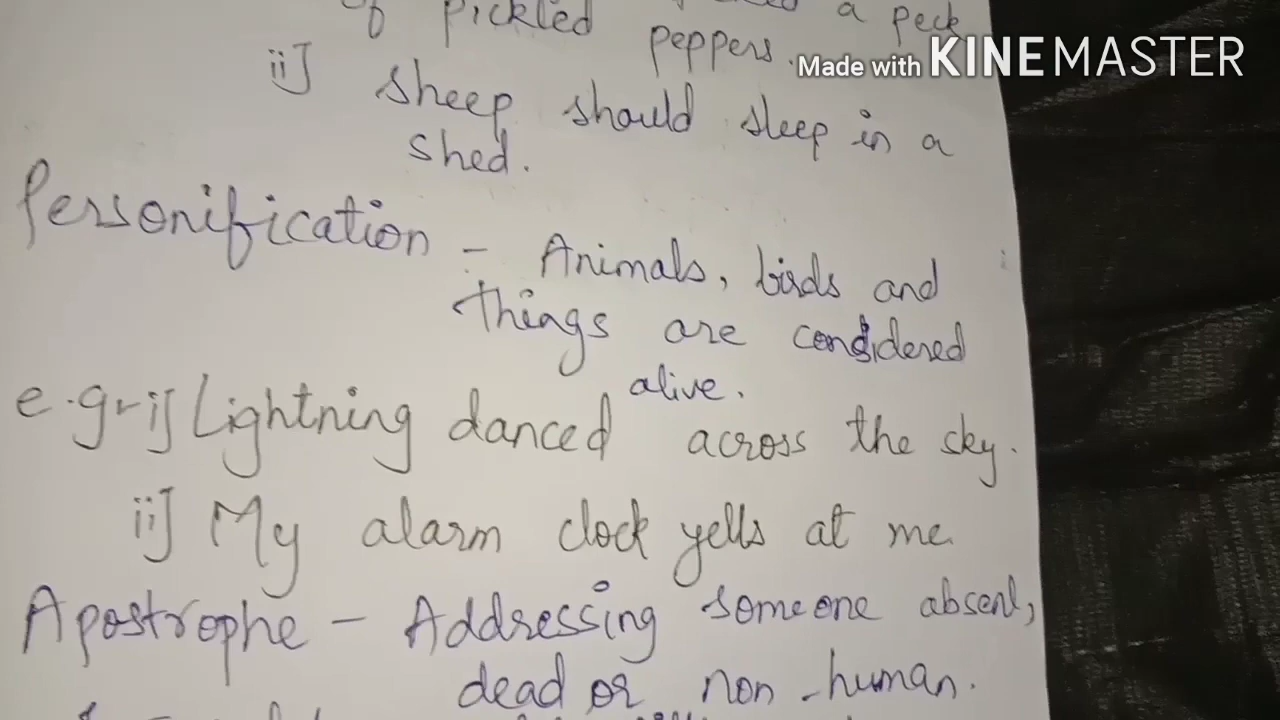 a peck
of pickled peppers.
Made with KINEMASTER
ii] sheep should sleep in a
shed.
Personification - Animals, birds and
things are considered
alive.
e.g- i] Lightning danced across the sky.
ii] My alarm clock yells at me.
Apostrophe - Addressing someone absent,
dead or non-human.